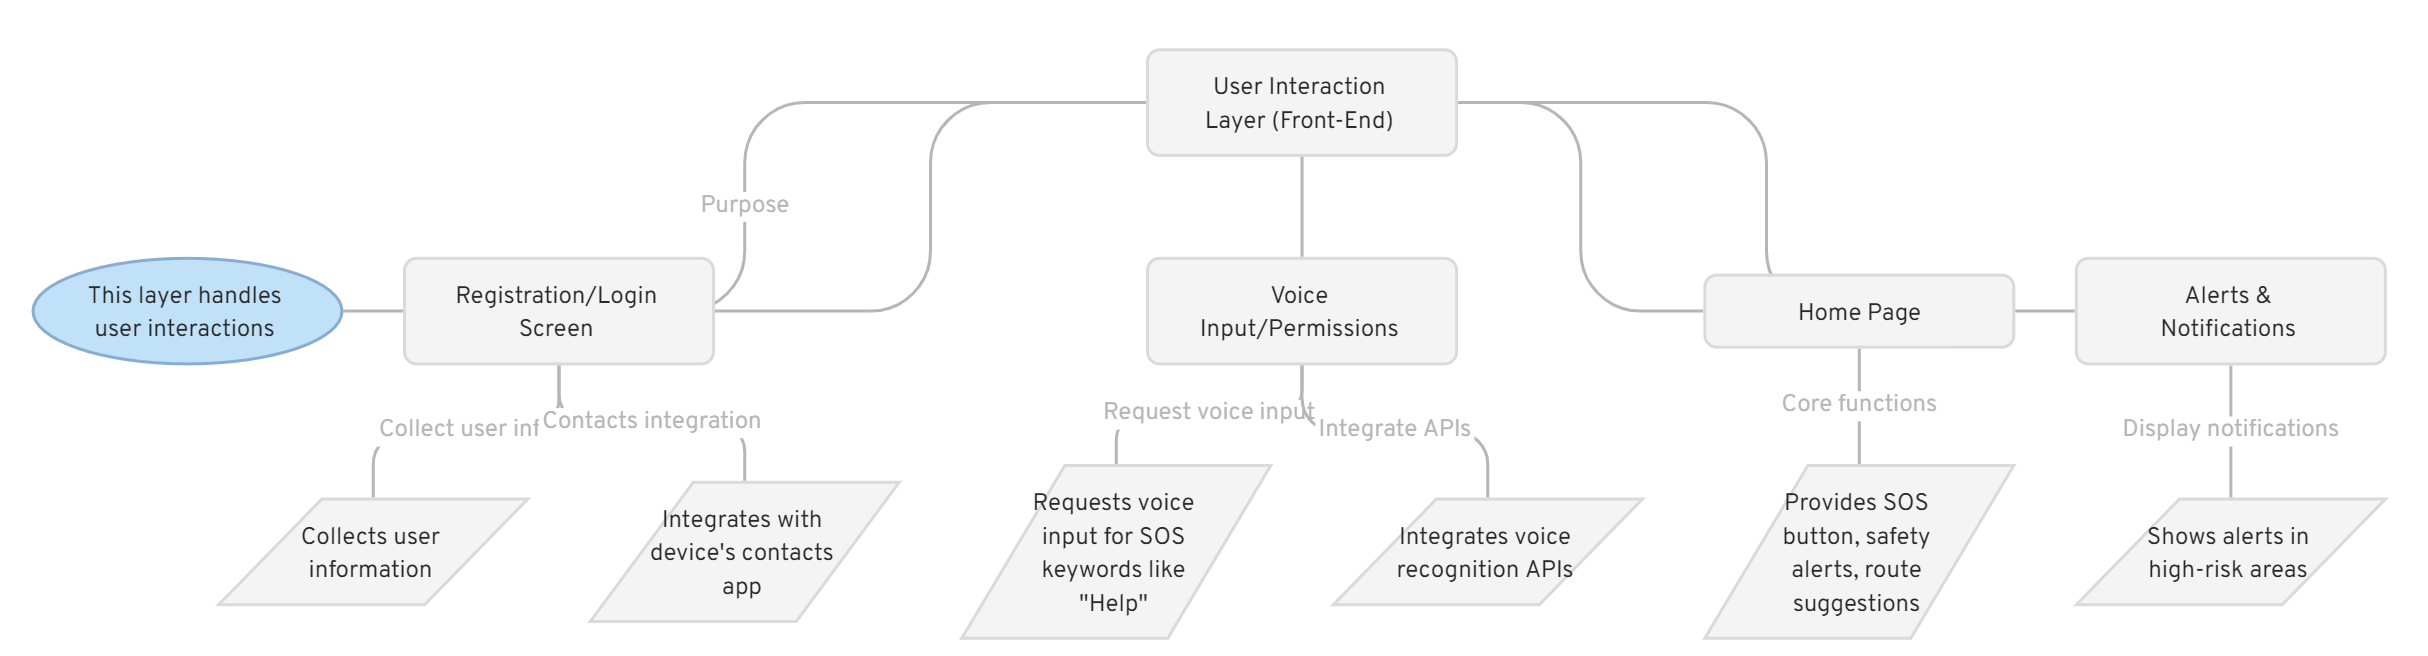 User Interaction
Layer (Front-End)
Purpose
This layer handles
user interactions
Registration/Login
Screen
Voice
Input/Permissions
Home Page
Alerts &
Notifications
Collect user inf
Contacts integration
Request voice input
Integrate APIs
Core functions
Display notifications
Collects user
information
Integrates with
device's contacts
app
Requests voice
input for SOS
keywords like
"Help"
Integrates voice
recognition APIs
Provides SOS
button, safety
alerts, route
suggestions
Shows alerts in
high-risk areas